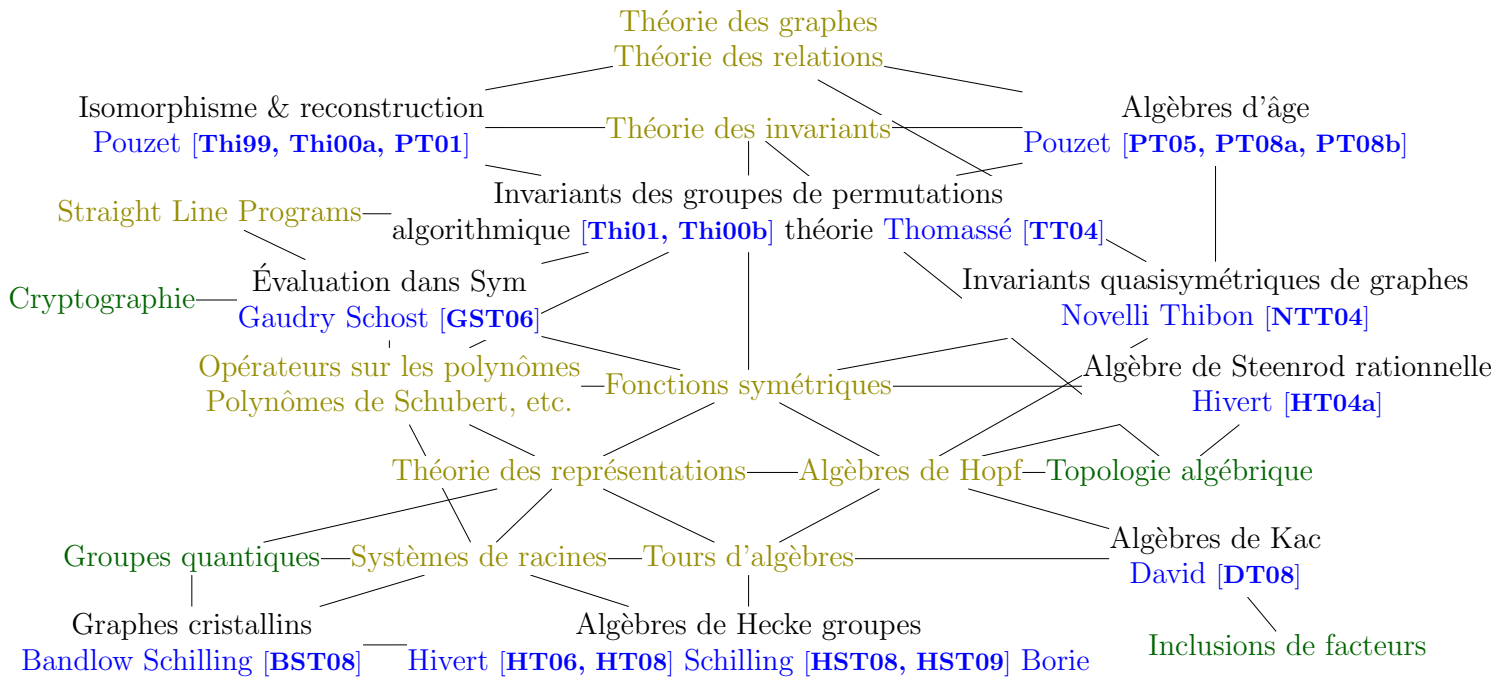 Théorie des graphes
Théorie des relations
Isomorphisme & reconstruction
Pouzet [Thi99, Thi00a, PT01]
Théorie des invariants
Algèbres d'âge
Pouzet [PT05, PT08a, PT08b]
Invariants des groupes de permutations
algorithmique [Thi01, Thi00b] théorie Thomassé [TT04]
Straight Line Programs
Évaluation dans Sym
Gaudry Schost [GST06]
Cryptographie
Invariants quasisymétriques de graphes
Novelli Thibon [NTT04]
Opérateurs sur les polynômes
Polynômes de Schubert, etc.
Fonctions symétriques
Algèbre de Steenrod rationnelle
Hivert [HT04a]
Théorie des représentations
Algèbres de Hopf
Topologie algébrique
Groupes quantiques
Systèmes de racines
Tours d'algèbres
Algèbres de Kac
David [DT08]
Graphes cristallins
Bandlow Schilling [BST08]
Algèbres de Hecke groupes
Hivert [HT06, HT08] Schilling [HST08, HST09] Borie
Inclusions de facteurs